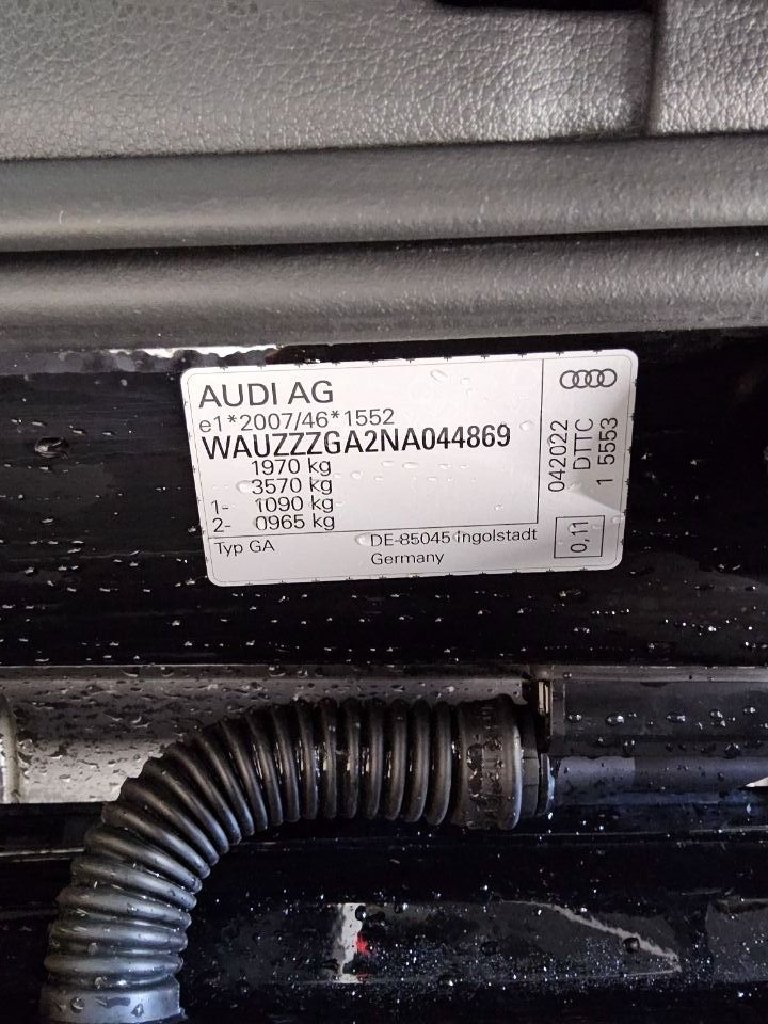 AUDI AG
e1*2007/46*1552
WAUZZZGA2NA044869
1970 kg
3570 kg
1- 1090 kg
2- 0965 kg
Typ GA
DE-85045 Ingolstadt
Germany
042022
DTTC
1 5553
0,11